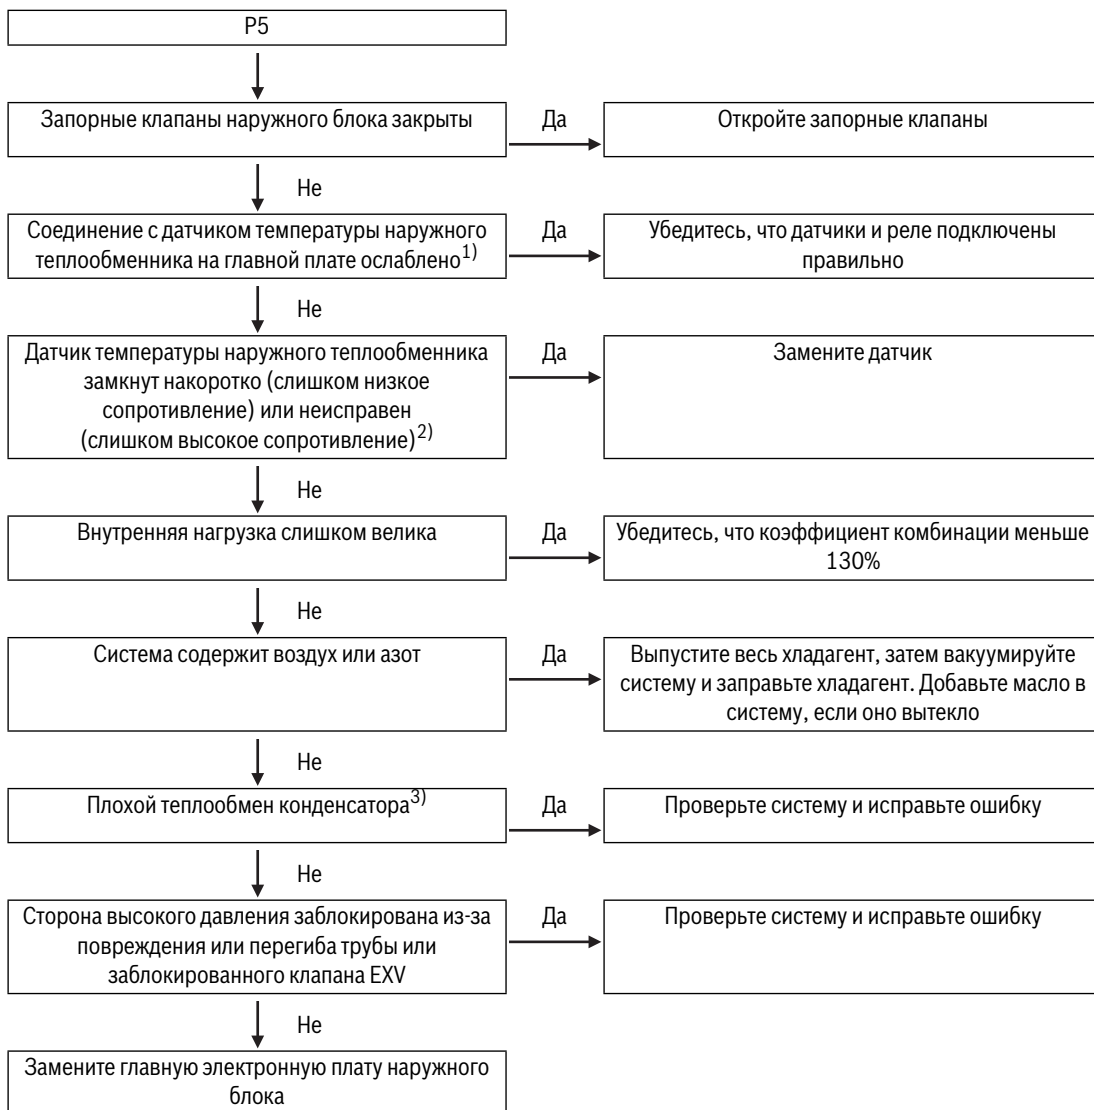 P5
Запорные клапаны наружного блока закрыты
Да
Откройте запорные клапаны
Не
Соединение с датчиком температуры наружного
теплообменника на главной плате ослаблено1)
Да
Убедитесь, что датчики и реле подключены
правильно
Не
Датчик температуры наружного теплообменника
замкнут накоротко (слишком низкое
сопротивление) или неисправен
(слишком высокое сопротивление)2)
Да
Замените датчик
Не
Внутренняя нагрузка слишком велика
Да
Убедитесь, что коэффициент комбинации меньше
130%
Не
Система содержит воздух или азот
Да
Выпустите весь хладагент, затем вакуумируйте
систему и заправьте хладагент. Добавьте масло в
систему, если оно вытекло
Не
Плохой теплообмен конденсатора3)
Да
Проверьте систему и исправьте ошибку
Не
Сторона высокого давления заблокирована из-за
повреждения или перегиба трубы или
заблокированного клапана EXV
Да
Проверьте систему и исправьте ошибку
Не
Замените главную электронную плату наружного
блока